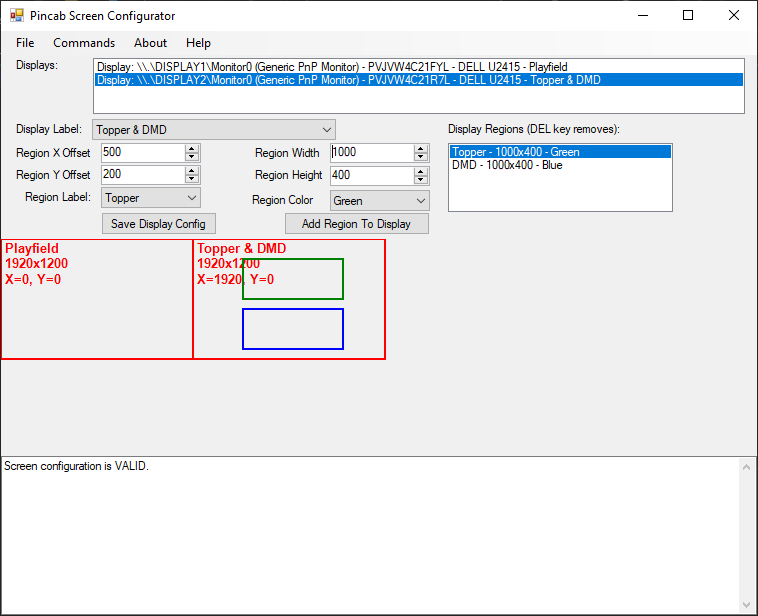 Pincab Screen Configurator
File Commands About Help
Displays:
Display: \\.\DISPLAY1\Monitor0 (Generic PnP Monitor) - PVJVW4C21FYL - DELL U2415 - Playfield
Display: \\.\DISPLAY2\Monitor0 (Generic PnP Monitor) - PVJVW4C21R7L - DELL U2415 - Topper & DMD
Display Label: Topper & DMD
Display Regions (DEL key removes):
Region X Offset 500 Region Width 1000
Topper - 1000x400 - Green
DMD - 1000x400 - Blue
Region Y Offset 200 Region Height 400
Region Label: Topper Region Color Green
Save Display Config Add Region To Display
Playfield
1920x1200
X=0, Y=0
Topper & DMD
1920x1200
X=1920, Y=0
Screen configuration is VALID.